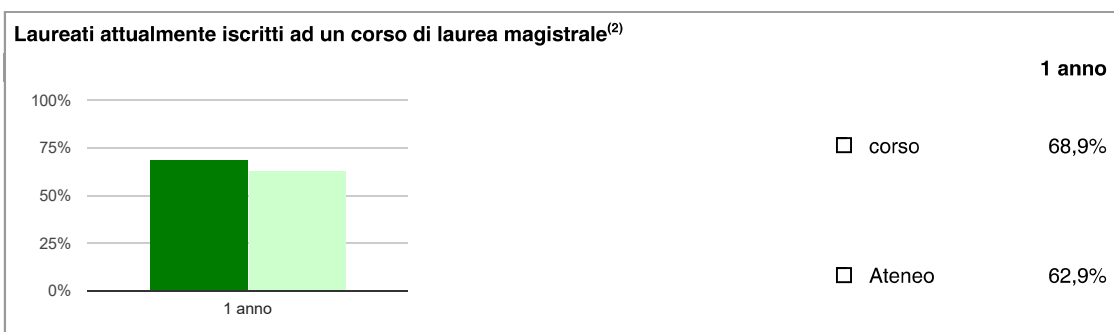 Laureati attualmente iscritti ad un corso di laurea magistrale(2)
1 anno
100%
75%
50%
25%
0%
1 anno
corso 68,9%
Ateneo 62,9%